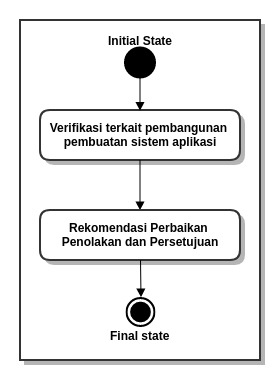 Initial State
Verifikasi terkait pembangunan
pembuatan sistem aplikasi
Rekomendasi Perbaikan
Penolakan dan Persetujuan
Final state